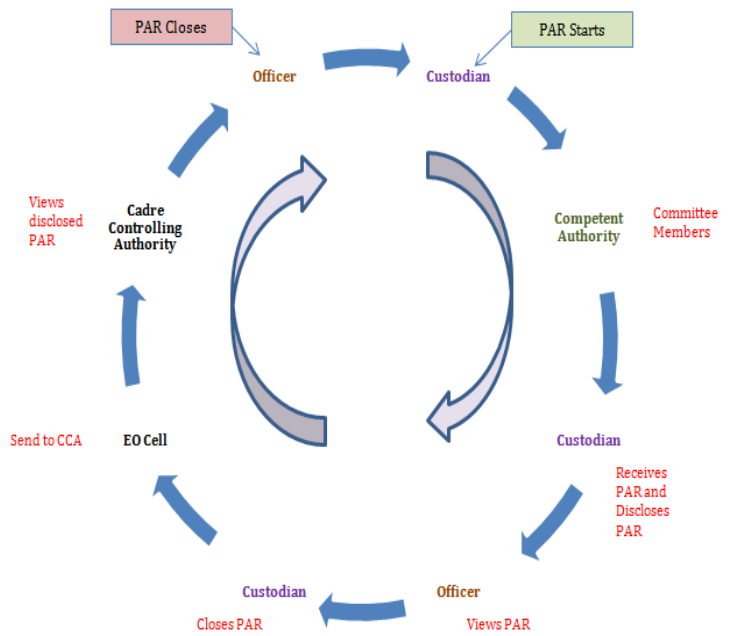 PAR Closes
PAR Starts
Officer
Custodian
Competent
Authority
Committee
Members
Custodian
Receives
PAR and
Discloses
PAR
Officer
Views PAR
Custodian
Closes PAR
EO Cell
Send to CCA
Cadre
Controlling
Authority
Views
disclosed
PAR